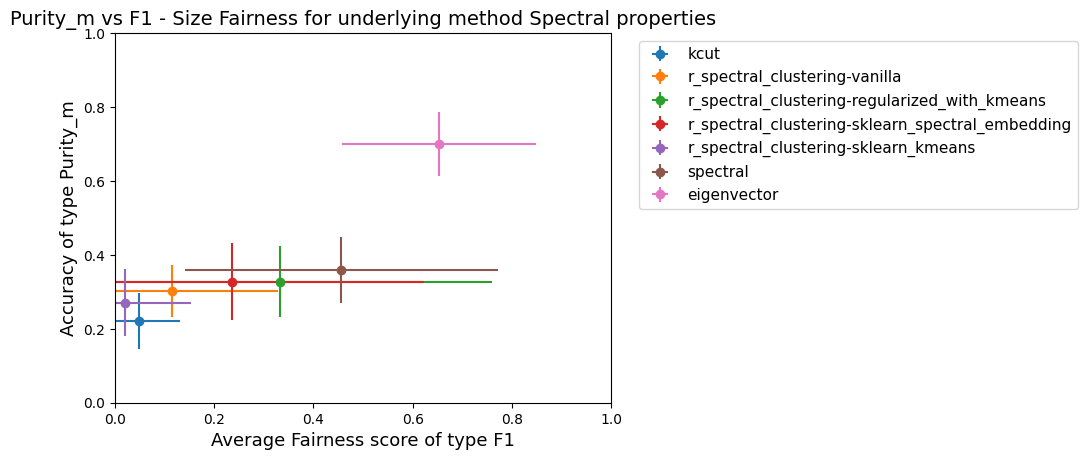 Purity_m vs F1 - Size Fairness for underlying method Spectral properties
1.0
0.8
0.6
0.4
0.2
0.0
Accuracy of type Purity_m
0.0 0.2 0.4 0.6 0.8 1.0
Average Fairness score of type F1
kcut
r_spectral_clustering-vanilla
r_spectral_clustering-regularized_with_kmeans
r_spectral_clustering-sklearn_spectral_embedding
r_spectral_clustering-sklearn_kmeans
spectral
eigenvector